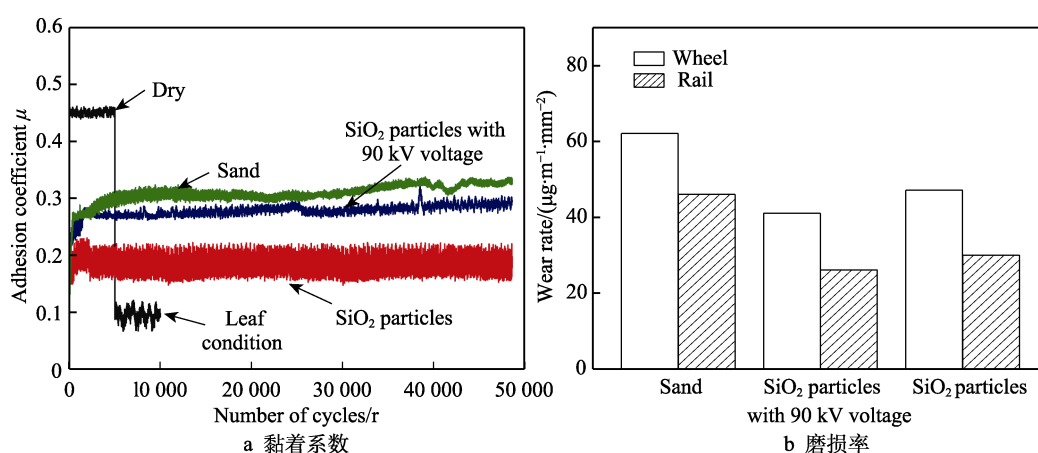 0.6
0.5
0.4
0.3
0.2
0.1
0
Adhesion coefficient μ
Dry
SiO₂ particles with
90 kV voltage
Sand
SiO₂ particles
Leaf
condition
0 10 000 20 000 30 000 40 000 50 000
Number of cycles/r
a 黏着系数
80
60
40
20
0
Wear rate/(μg·m⁻¹·mm⁻²)
Wheel
Rail
Sand SiO₂ particles SiO₂ particles
with 90 kV voltage
b 磨损率